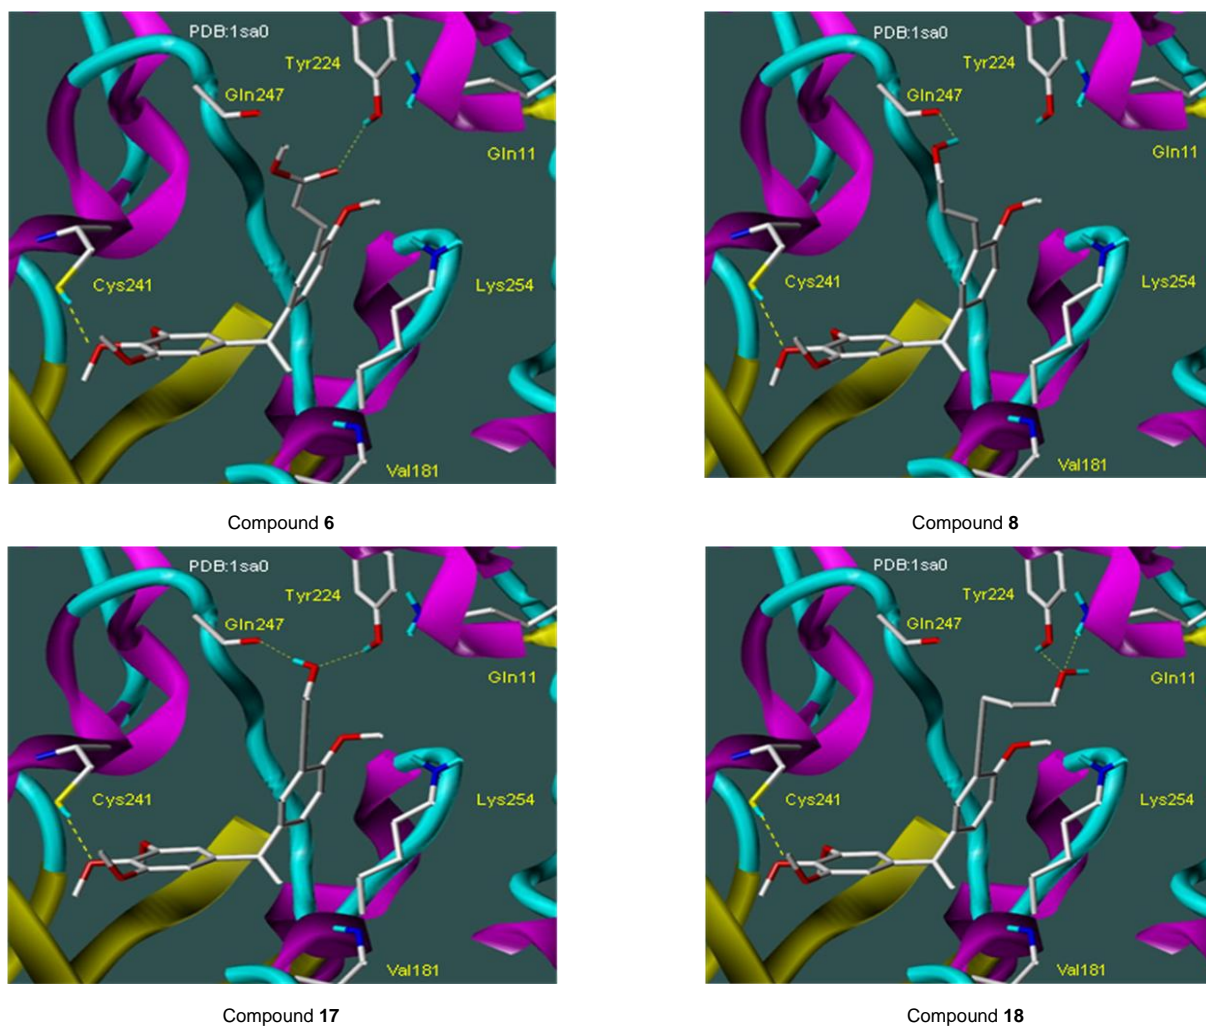 PDB:1sa0
Tyr224
Gln247
Gln11
Cys241
Lys254
Val181
Compound 6
PDB:1sa0
Tyr224
Gln247
Gln11
Cys241
Lys254
Val181
Compound 8
PDB:1sa0
Tyr224
Gln247
Gln11
Cys241
Lys254
Val181
Compound 17
PDB:1sa0
Tyr224
Gln247
Gln11
Cys241
Lys254
Val181
Compound 18